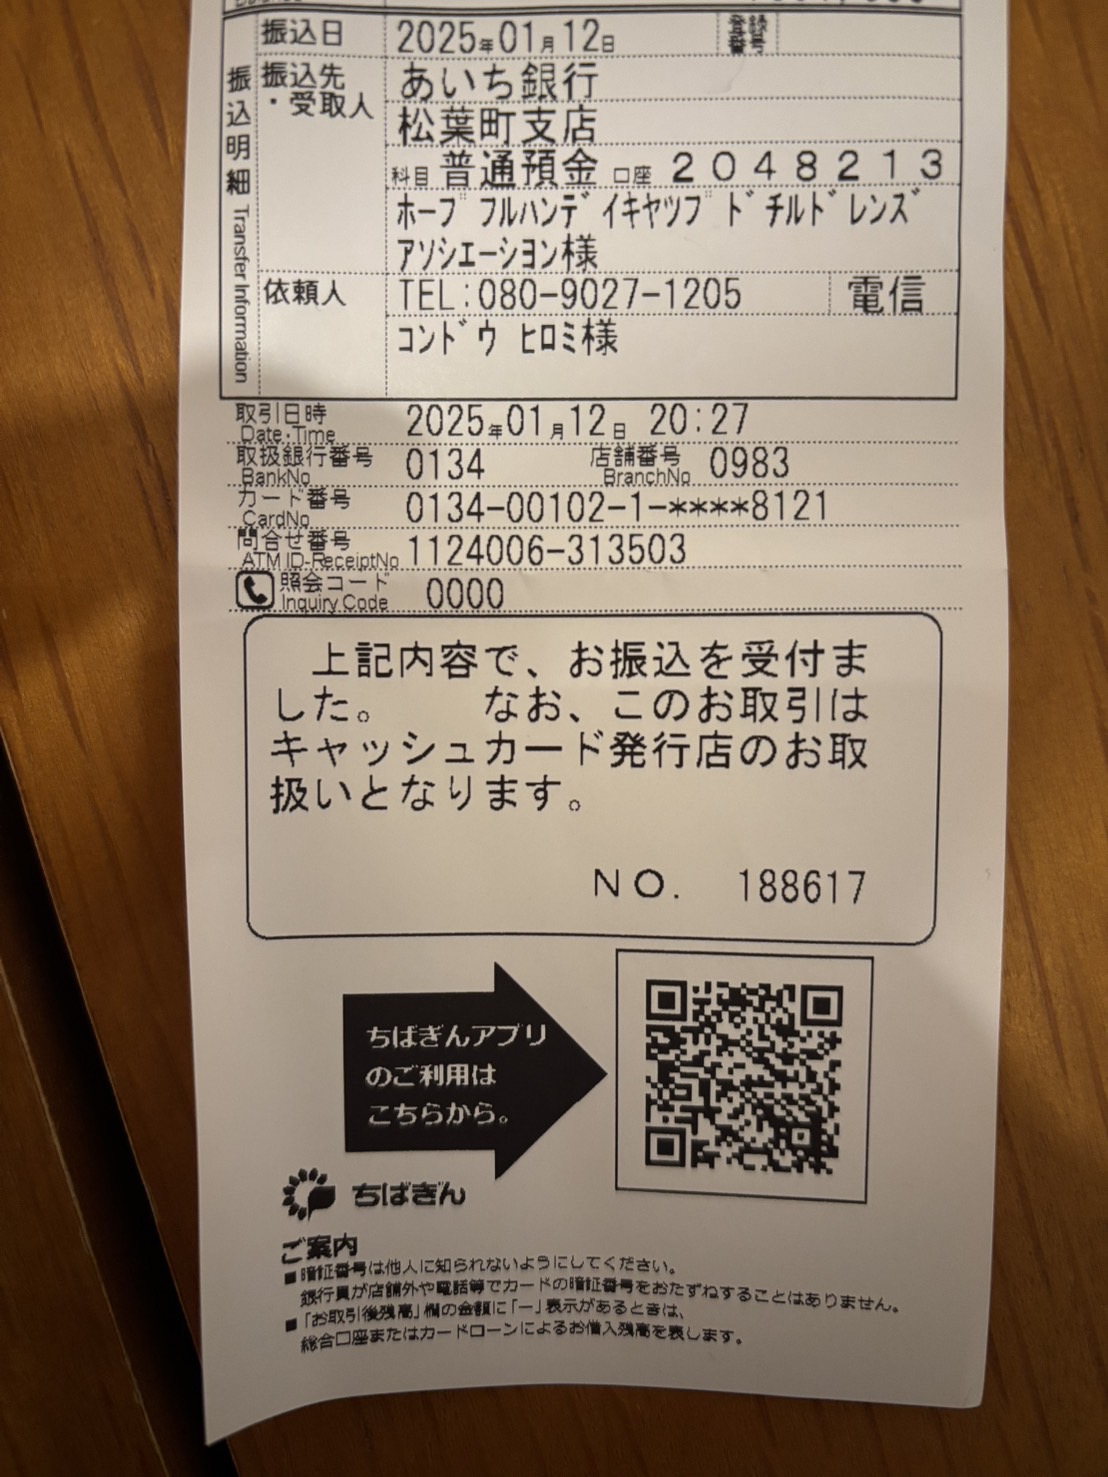 振込日 2025年01月12日 登録番号
振込明細 Transfer Information
振込先・受取人 あいち銀行
松葉町支店
科目 普通預金 口座 2048213
ホープフルハンディキャップドチルドレンズ
アソシエーション様
依頼人 TEL:080-9027-1205 電信
コンドウ ヒロミ様
取引日時 Date・Time 2025年01月12日 20:27
取扱銀行番号 BankNo 0134 店舗番号 BranchNo 0983
カード番号 CardNo 0134-00102-1-****8121
問合せ番号 ATM ID-ReceiptNo 1124006-313503
照会コード Inquiry Code 0000
上記内容で、お振込を受付ま
した。 なお、このお取引は
キャッシュカード発行店のお取
扱いとなります。
NO. 188617
ちばぎんアプリ
のご利用は
こちらから。
ちばぎん
ご案内
■暗証番号は他人に知られないようにしてください。
銀行員が店舗外や電話等でカードの暗証番号をおたずねすることはありません。
■「お取引後残高」欄の金額に「ー」表示があるときは、
総合口座またはカードローンによるお借入残高を表します。